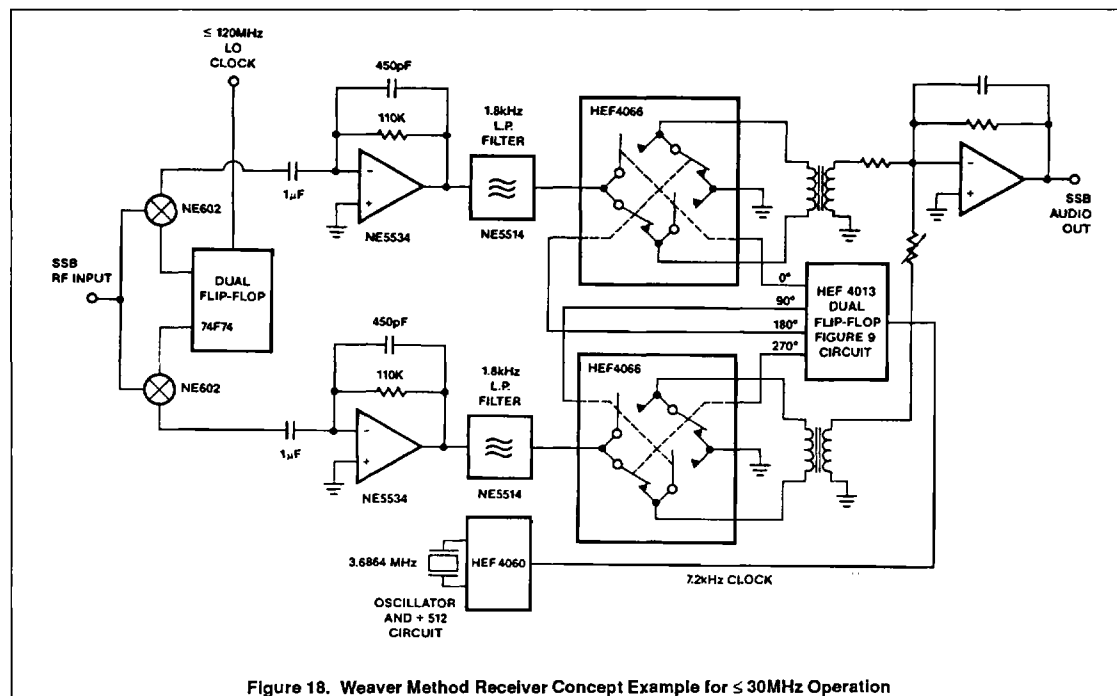 ≤ 120MHz
LO
CLOCK
450pF
110K
1µF
NE5534
1.8kHz
L.P.
FILTER
NE5514
HEF4066
SSB
AUDIO
OUT
NE602
SSB
RF INPUT
DUAL
FLIP-FLOP
74F74
NE602
0°
90°
180°
270°
HEF 4013
DUAL
FLIP-FLOP
FIGURE 9
CIRCUIT
450pF
110K
1µF
NE5534
1.8kHz
L.P.
FILTER
NE5514
HEF4066
3.6864 MHz
HEF 4060
OSCILLATOR
AND + 512
CIRCUIT
7.2kHz CLOCK
Figure 18. Weaver Method Receiver Concept Example for ≤ 30MHz Operation